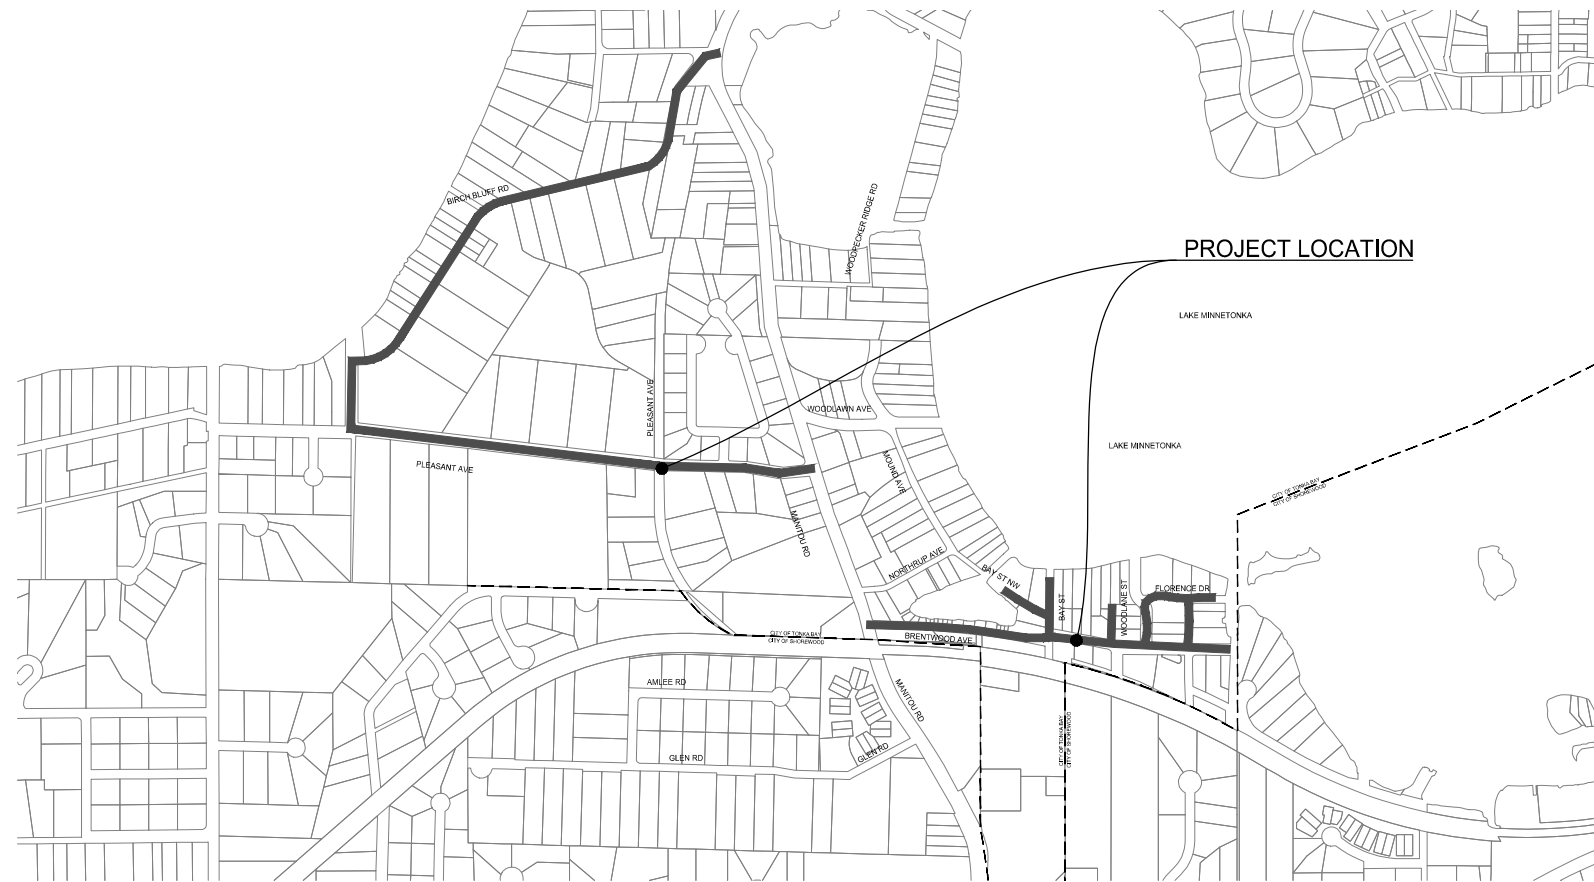 BIRCH BLUFF RD
WOODPECKER RIDGE RD
PROJECT LOCATION
LAKE MINNETONKA
PLEASANT AVE
WOODLAWN AVE
LAKE MINNETONKA
PLEASANT AVE
MOUND AVE
CITY OF TONKA BAY
CITY OF SHOREWOOD
MANITOU RD
NORTHRUP AVE
BAY ST NW
BAY ST
WOODLANE ST
FLORENCE DR
CITY OF TONKA BAY
CITY OF SHOREWOOD
BRENTWOOD AVE
AMLEE RD
MANITOU RD
CITY OF TONKA BAY
CITY OF SHOREWOOD
GLEN RD
GLEN RD